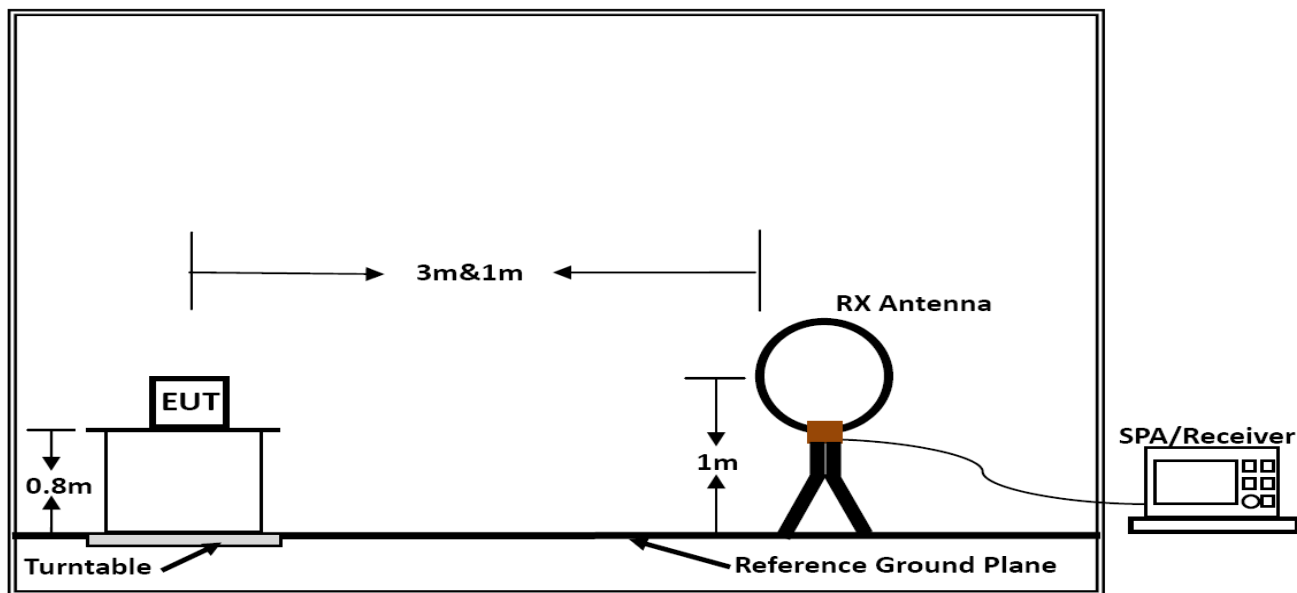 3m&1m
RX Antenna
EUT
SPA/Receiver
1m
0.8m
Turntable
Reference Ground Plane